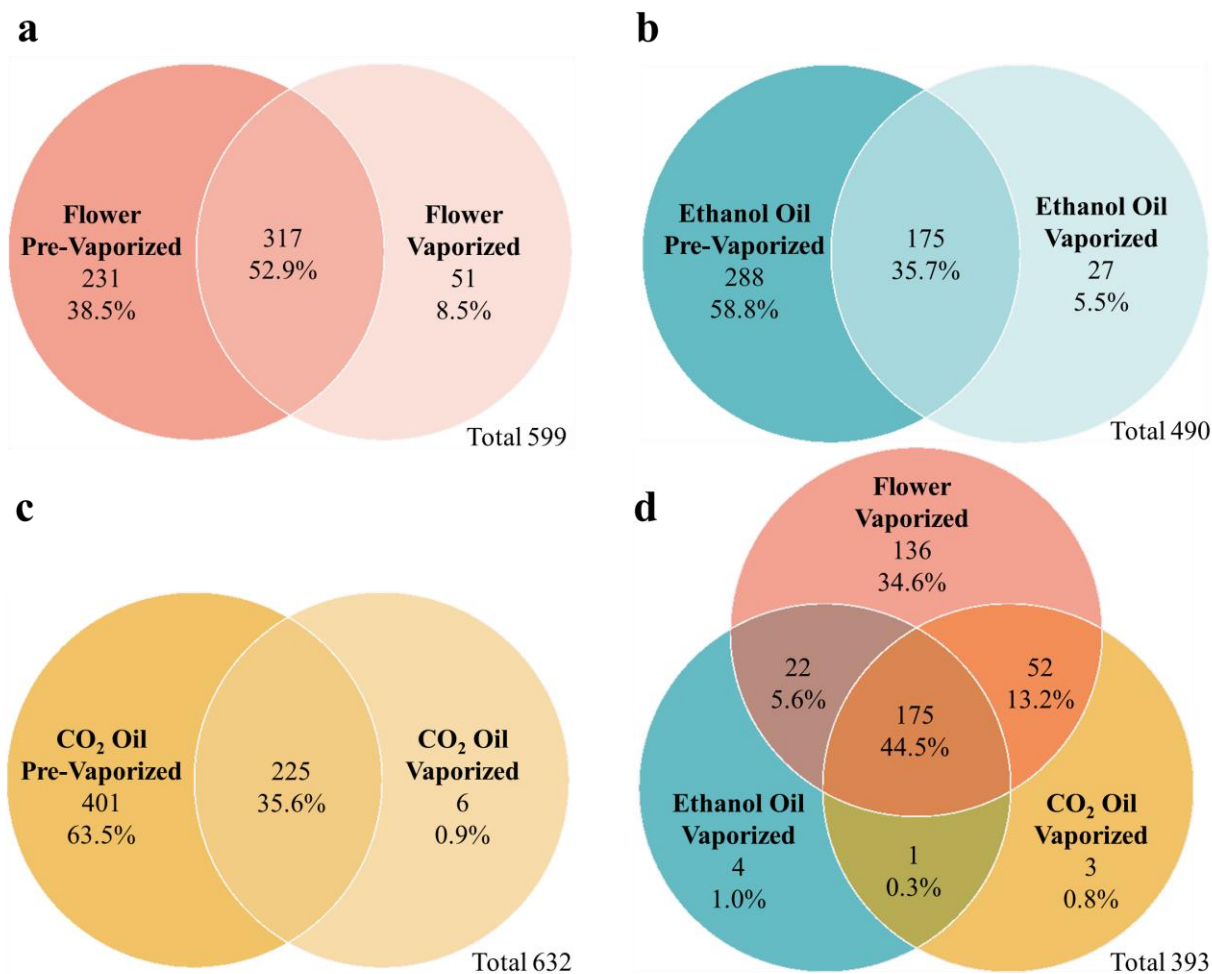 a
Flower
Pre-Vaporized
231
38.5%
317
52.9%
Flower
Vaporized
51
8.5%
Total 599
b
Ethanol Oil
Pre-Vaporized
288
58.8%
175
35.7%
Ethanol Oil
Vaporized
27
5.5%
Total 490
c
CO₂ Oil
Pre-Vaporized
401
63.5%
225
35.6%
CO₂ Oil
Vaporized
6
0.9%
Total 632
d
Flower
Vaporized
136
34.6%
22
5.6%
175
44.5%
52
13.2%
Ethanol Oil
Vaporized
4
1.0%
1
0.3%
CO₂ Oil
Vaporized
3
0.8%
Total 393